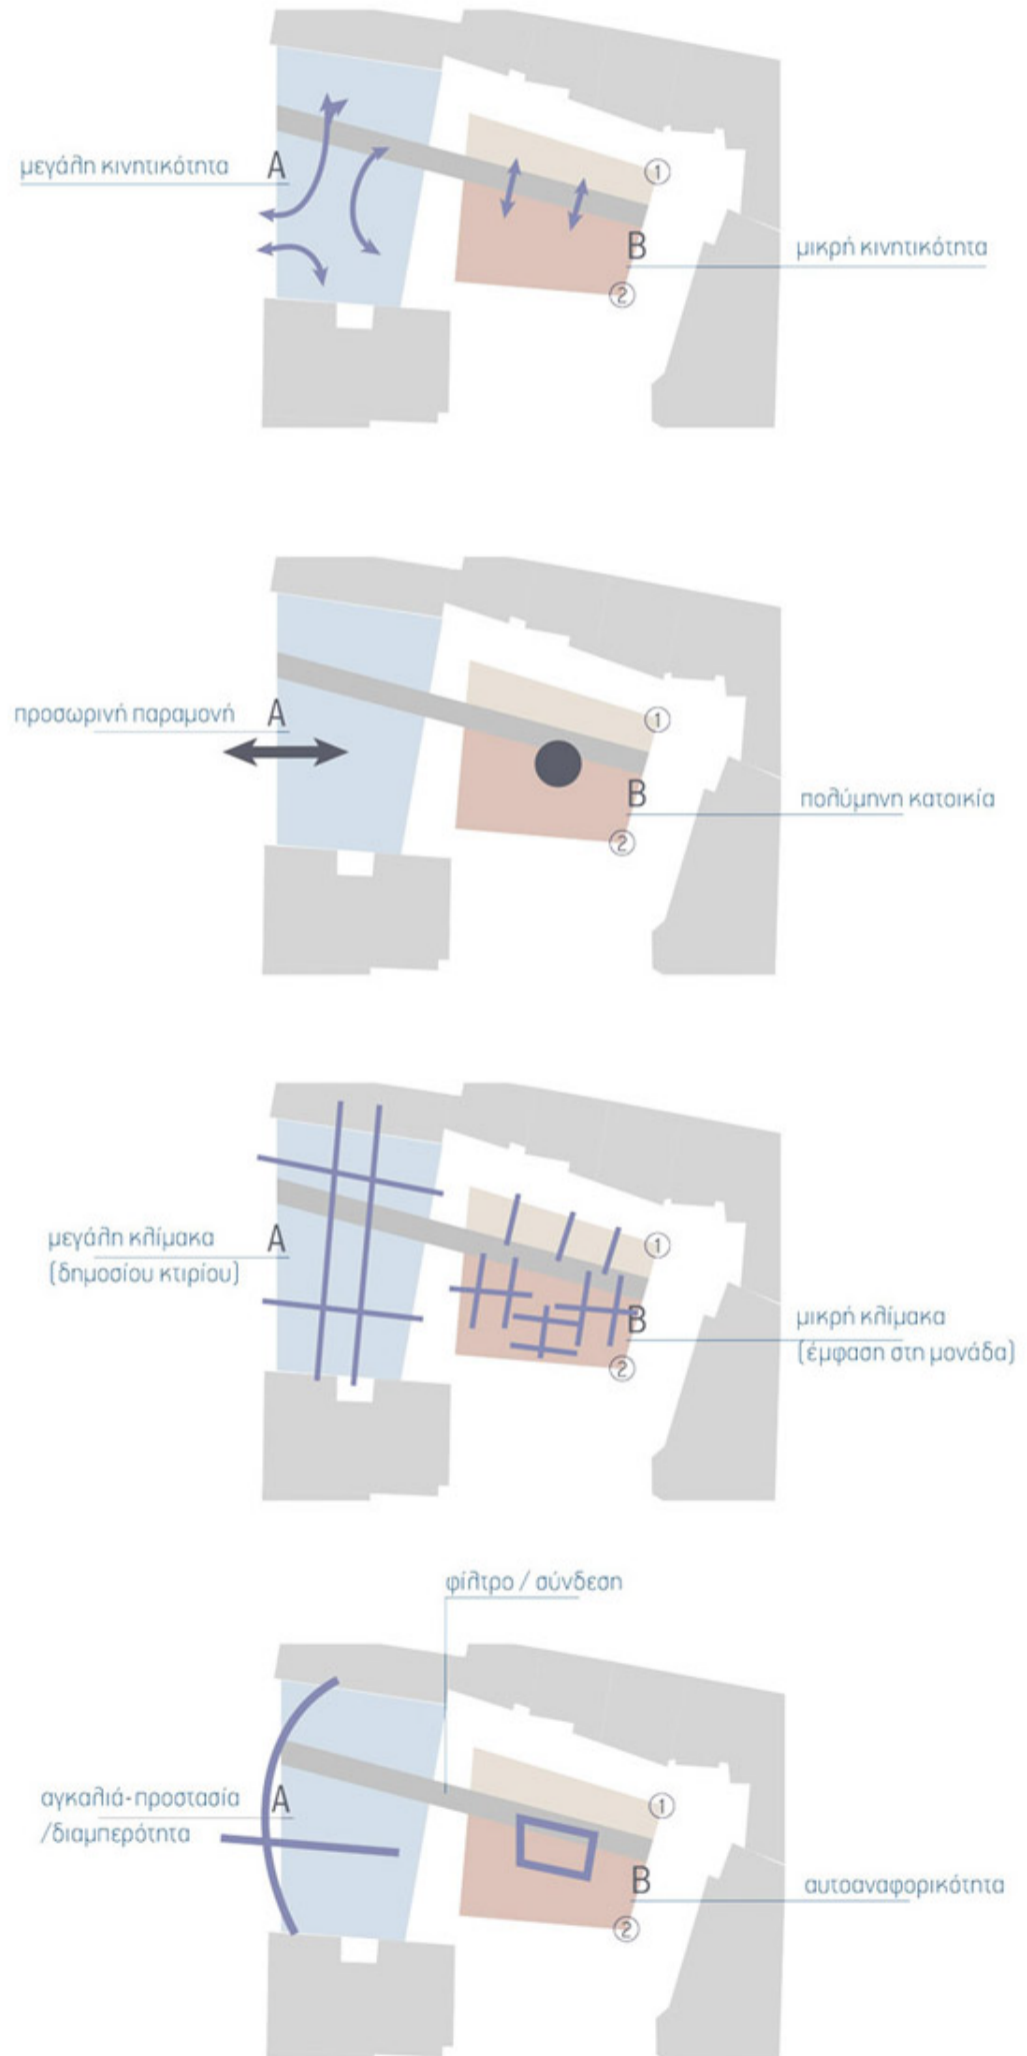 μεγάλη κινητικότητα
A
①
B
μικρή κινητικότητα
②
προσωρινή παραμονή
A
①
B
πολύμηνη κατοικία
②
μεγάλη κλίμακα
(δημοσίου κτιρίου)
A
①
B
μικρή κλίμακα
(έμφαση στη μονάδα)
②
φίλτρο / σύνδεση
αγκαλιά-προστασία
/διαμπερότητα
A
①
B
αυτοαναφορικότητα
②